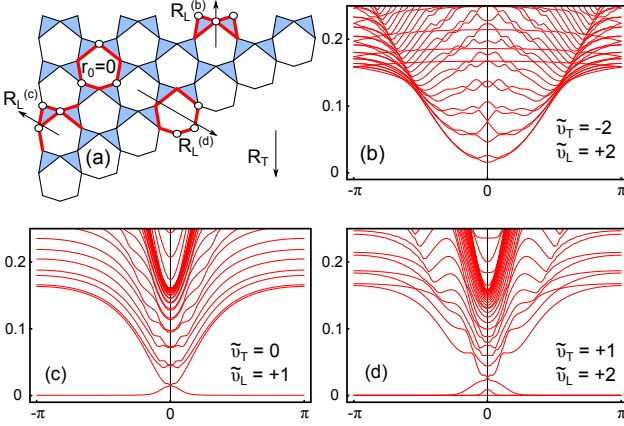 R_L^(b)
r₀=0
R_L^(c)
R_L^(d)
(a)
R_T
0.2
0.1
0
-π 0 π
(b)
ṽ_T = -2
ṽ_L = +2
0.2
0.1
0
-π 0 π
(c)
ṽ_T = 0
ṽ_L = +1
0.2
0.1
0
-π 0 π
(d)
ṽ_T = +1
ṽ_L = +2